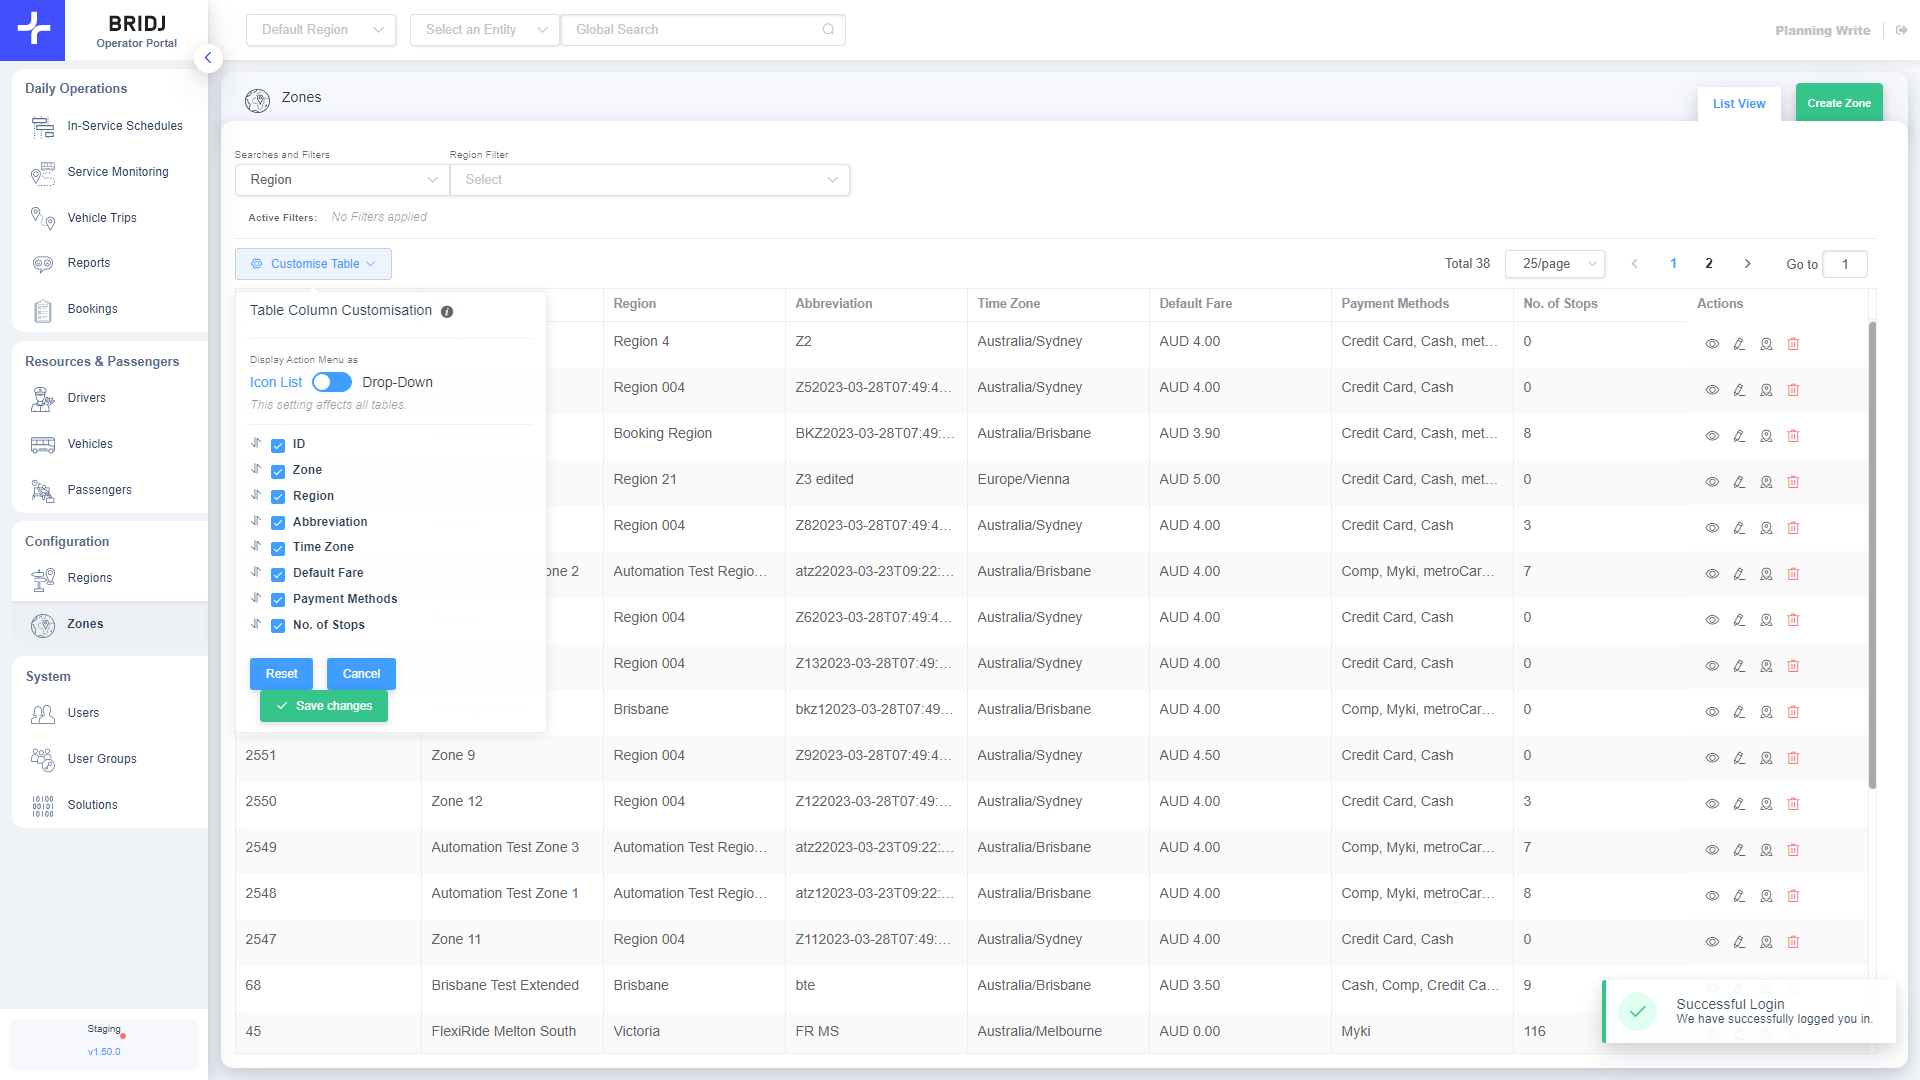 BRIDJ
Operator Portal
Default Region
Select an Entity
Global Search
Planning Write
Daily Operations
In-Service Schedules
Service Monitoring
Vehicle Trips
Reports
Bookings
Resources & Passengers
Drivers
Vehicles
Passengers
Configuration
Regions
Zones
System
Users
User Groups
Solutions
Staging
v1.50.0
Zones
List View
Create Zone
Searches and Filters
Region Filter
Region
Select
Active Filters: No Filters applied
Customise Table
Total 38
25/page
1 2
Go to 1
Table Column Customisation
Display Action Menu as
Icon List Drop-Down
This setting affects all tables.
ID
Zone
Region
Abbreviation
Time Zone
Default Fare
Payment Methods
No. of Stops
Reset
Cancel
Save changes
Region Abbreviation Time Zone Default Fare Payment Methods No. of Stops Actions
Region 4 Z2 Australia/Sydney AUD 4.00 Credit Card, Cash, met... 0
Region 004 Z52023-03-28T07:49:4... Australia/Sydney AUD 4.00 Credit Card, Cash 0
Booking Region BKZ2023-03-28T07:49:... Australia/Brisbane AUD 3.90 Credit Card, Cash, met... 8
Region 21 Z3 edited Europe/Vienna AUD 5.00 Credit Card, Cash, met... 0
Region 004 Z82023-03-28T07:49:4... Australia/Sydney AUD 4.00 Credit Card, Cash 3
one 2 Automation Test Regio... atz22023-03-23T09:22:... Australia/Brisbane AUD 4.00 Comp, Myki, metroCar... 7
Region 004 Z62023-03-28T07:49:4... Australia/Sydney AUD 4.00 Credit Card, Cash 0
Region 004 Z132023-03-28T07:49:... Australia/Sydney AUD 4.00 Credit Card, Cash 0
Brisbane bkz12023-03-28T07:49... Australia/Brisbane AUD 4.00 Comp, Myki, metroCar... 0
2551 Zone 9 Region 004 Z92023-03-28T07:49:4... Australia/Sydney AUD 4.50 Credit Card, Cash 0
2550 Zone 12 Region 004 Z122023-03-28T07:49:... Australia/Sydney AUD 4.00 Credit Card, Cash 3
2549 Automation Test Zone 3 Automation Test Regio... atz22023-03-23T09:22:... Australia/Brisbane AUD 4.00 Comp, Myki, metroCar... 7
2548 Automation Test Zone 1 Automation Test Regio... atz12023-03-23T09:22:... Australia/Brisbane AUD 4.00 Comp, Myki, metroCar... 8
2547 Zone 11 Region 004 Z112023-03-28T07:49:... Australia/Sydney AUD 4.00 Credit Card, Cash 0
68 Brisbane Test Extended Brisbane bte Australia/Brisbane AUD 3.50 Cash, Comp, Credit Ca... 9
45 FlexiRide Melton South Victoria FR MS Australia/Melbourne AUD 0.00 Myki 116
Successful Login
We have successfully logged you in.